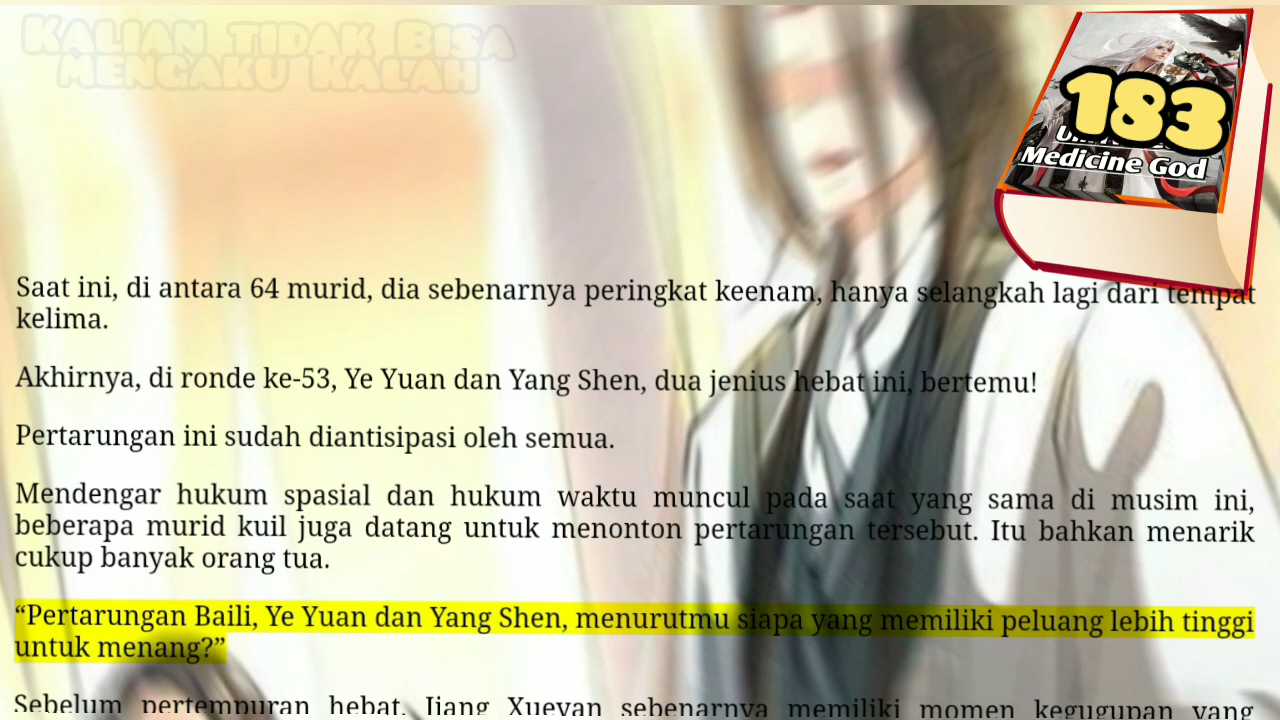 KALIAN TIDAK BISA
MENGAKU KALAH
183
Medicine God
Saat ini, di antara 64 murid, dia sebenarnya peringkat keenam, hanya selangkah lagi dari tempat
kelima.
Akhirnya, di ronde ke-53, Ye Yuan dan Yang Shen, dua jenius hebat ini, bertemu!
Pertarungan ini sudah diantisipasi oleh semua.
Mendengar hukum spasial dan hukum waktu muncul pada saat yang sama di musim ini,
beberapa murid kuil juga datang untuk menonton pertarungan tersebut. Itu bahkan menarik
cukup banyak orang tua.
“Pertarungan Baili, Ye Yuan dan Yang Shen, menurutmu siapa yang memiliki peluang lebih tinggi
untuk menang?”
Sebelum pertempuran hebat, Jiang Xueyan sebenarnya memiliki momen kegugupan yang